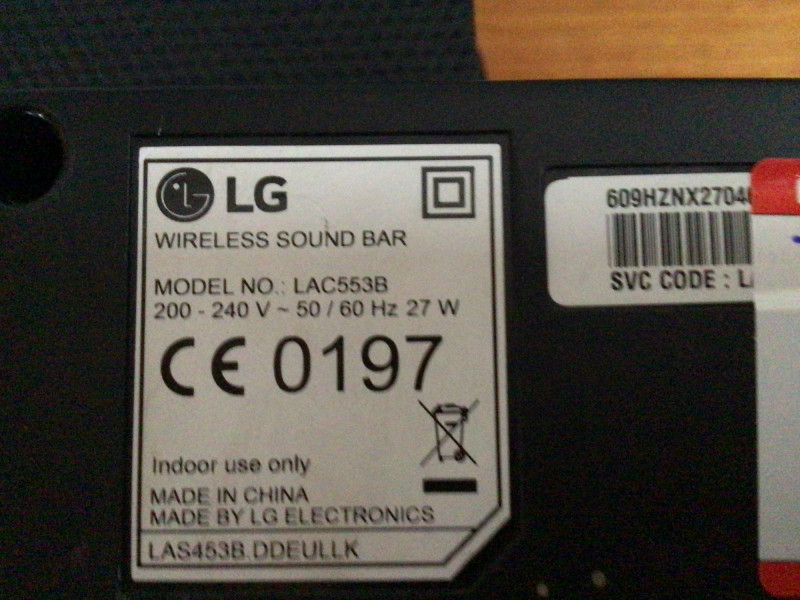 LG
WIRELESS SOUND BAR
MODEL NO.: LAC553B
200 - 240 V ~ 50 / 60 Hz 27 W
CE 0197
Indoor use only
MADE IN CHINA
MADE BY LG ELECTRONICS
LAS453B.DDEULLK
609HZNX2704
SVC CODE :